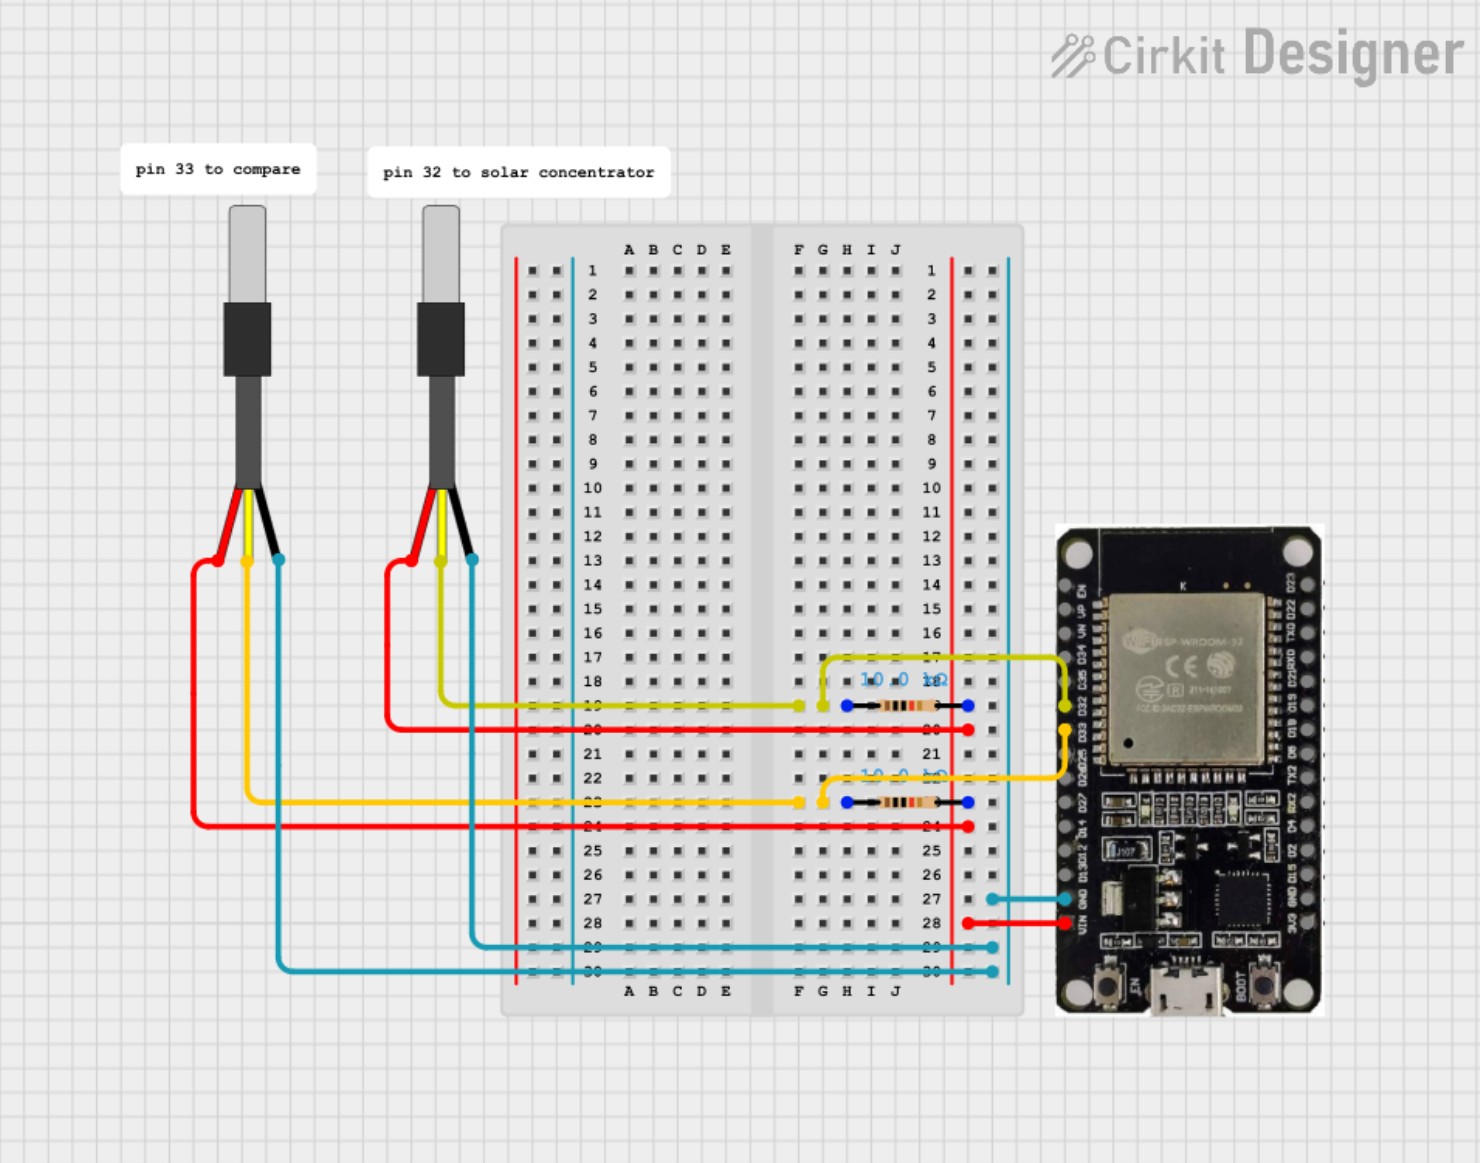 Cirkit Designer
pin 33 to compare
pin 32 to solar concentrator
A B C D E F G H I J
1 1
2 2
3 3
4 4
5 5
6 6
7 7
8 8
9 9
10 10
11 11
12 12
13 13
14 14
15 15
16 16
17 17
18 10.0 kΩ 18
19
20 20
21 21
22 10.0 kΩ 22
23
24 24
25 25
26 26
27 27
28 28
29 29
30 30
A B C D E F G H I J
EN
VP
VN
D34
D35
D32
D33
D25
D26
D27
D14
D12
D13
GND
VIN
ESP-WROOM-32
CE
R
211-161007
J107
D23
D22
TX0
RX0
D21
D19
D18
D5
TX2
RX2
D4
D2
D15
GND
3V3
EN
BOOT